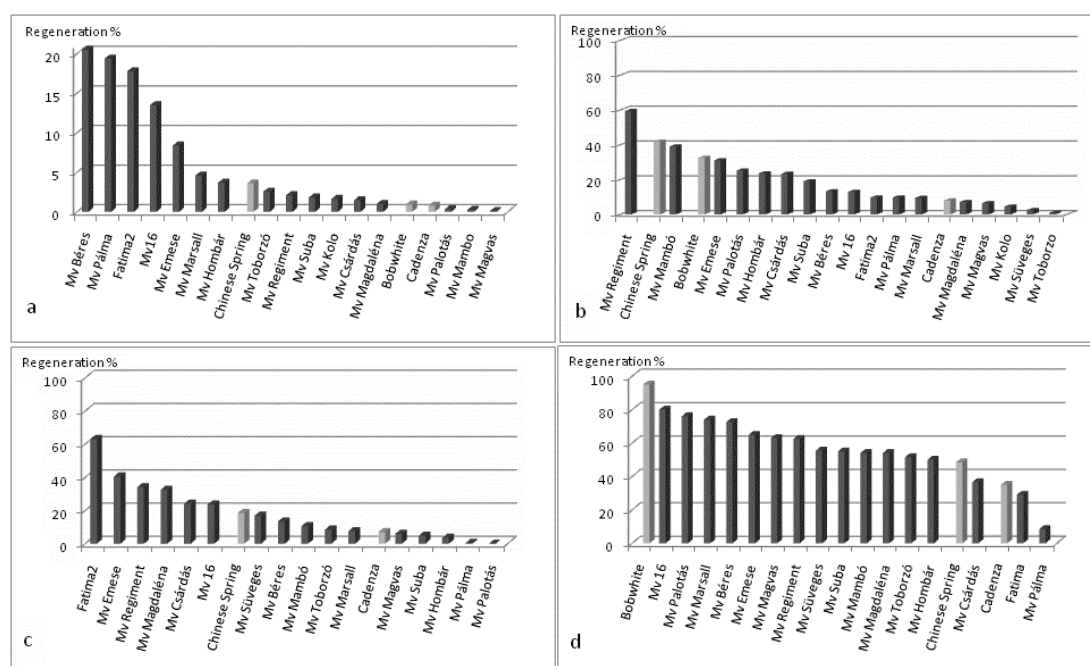 Regeneration %
20
15
10
5
0
Mv Béres
Mv Pálma
Fatima2
Mv16
Mv Emese
Mv Marsall
Mv Hombár
Chinese Spring
Mv Toborzó
Mv Regiment
Mv Suba
Mv Kolo
Mv Csárdás
Mv Magdaléna
Bobwhite
Cadenza
Mv Palotás
Mv Mambo
Mv Magvas
a
Regeneration %
100
80
60
40
20
0
Mv Regiment
Chinese Spring
Mv Mambó
Bobwhite
Mv Emese
Mv Palotás
Mv Hombár
Mv Csárdás
Mv Suba
Mv Béres
Mv 16
Fatima2
Mv Pálma
Mv Marsall
Cadenza
Mv Magdaléna
Mv Magvas
Mv Kolo
Mv Süveges
Mv Toborzo
b
Regeneration %
100
80
60
40
20
0
Fatima2
Mv Emese
Mv Regiment
Mv Magdaléna
Mv Csárdás
Mv 16
Chinese Spring
Mv Süveges
Mv Béres
Mv Mambó
Mv Toborzó
Mv Marsall
Cadenza
Mv Magvas
Mv Suba
Mv Hombár
Mv Pálma
Mv Palotás
c
Regeneration %
100
80
60
40
20
0
Bobwhite
Mv 16
Mv Palotás
Mv Marsall
Mv Béres
Mv Emese
Mv Magvas
Mv Regiment
Mv Süveges
Mv Suba
Mv Mambó
Mv Magdaléna
Mv Toborzó
Mv Hombár
Chinese Spring
Mv Csárdás
Cadenza
Fatima
Mv Pálma
d